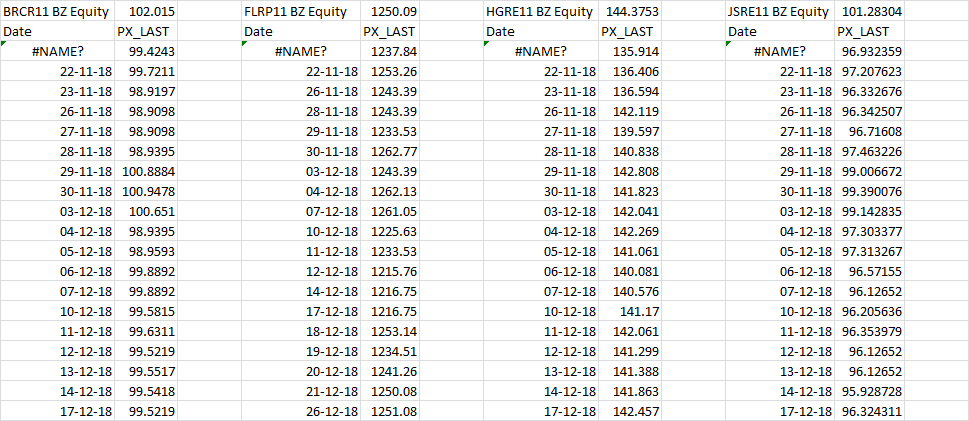 BRCR11 BZ Equity 102.015 FLRP11 BZ Equity 1250.09 HGRE11 BZ Equity 144.3753 JSRE11 BZ Equity 101.28304
Date PX_LAST Date PX_LAST Date PX_LAST Date PX_LAST
#NAME? 99.4243 #NAME? 1237.84 #NAME? 135.914 #NAME? 96.932359
22-11-18 99.7211 22-11-18 1253.26 22-11-18 136.406 22-11-18 97.207623
23-11-18 98.9197 26-11-18 1243.39 23-11-18 136.594 23-11-18 96.332676
26-11-18 98.9098 28-11-18 1243.39 26-11-18 142.119 26-11-18 96.342507
27-11-18 98.9098 29-11-18 1233.53 27-11-18 139.597 27-11-18 96.71608
28-11-18 98.9395 30-11-18 1262.77 28-11-18 140.838 28-11-18 97.463226
29-11-18 100.8884 03-12-18 1243.39 29-11-18 142.808 29-11-18 99.006672
30-11-18 100.9478 04-12-18 1262.13 30-11-18 141.823 30-11-18 99.390076
03-12-18 100.651 07-12-18 1261.05 03-12-18 142.041 03-12-18 99.142835
04-12-18 98.9395 10-12-18 1225.63 04-12-18 142.269 04-12-18 97.303377
05-12-18 98.9593 11-12-18 1233.53 05-12-18 141.061 05-12-18 97.313267
06-12-18 99.8892 12-12-18 1215.76 06-12-18 140.081 06-12-18 96.57155
07-12-18 99.8892 14-12-18 1216.75 07-12-18 140.576 07-12-18 96.12652
10-12-18 99.5815 17-12-18 1216.75 10-12-18 141.17 10-12-18 96.205636
11-12-18 99.6311 18-12-18 1253.14 11-12-18 142.061 11-12-18 96.353979
12-12-18 99.5219 19-12-18 1234.51 12-12-18 141.299 12-12-18 96.12652
13-12-18 99.5517 20-12-18 1241.26 13-12-18 141.388 13-12-18 96.12652
14-12-18 99.5418 21-12-18 1250.08 14-12-18 141.863 14-12-18 95.928728
17-12-18 99.5219 26-12-18 1251.08 17-12-18 142.457 17-12-18 96.324311